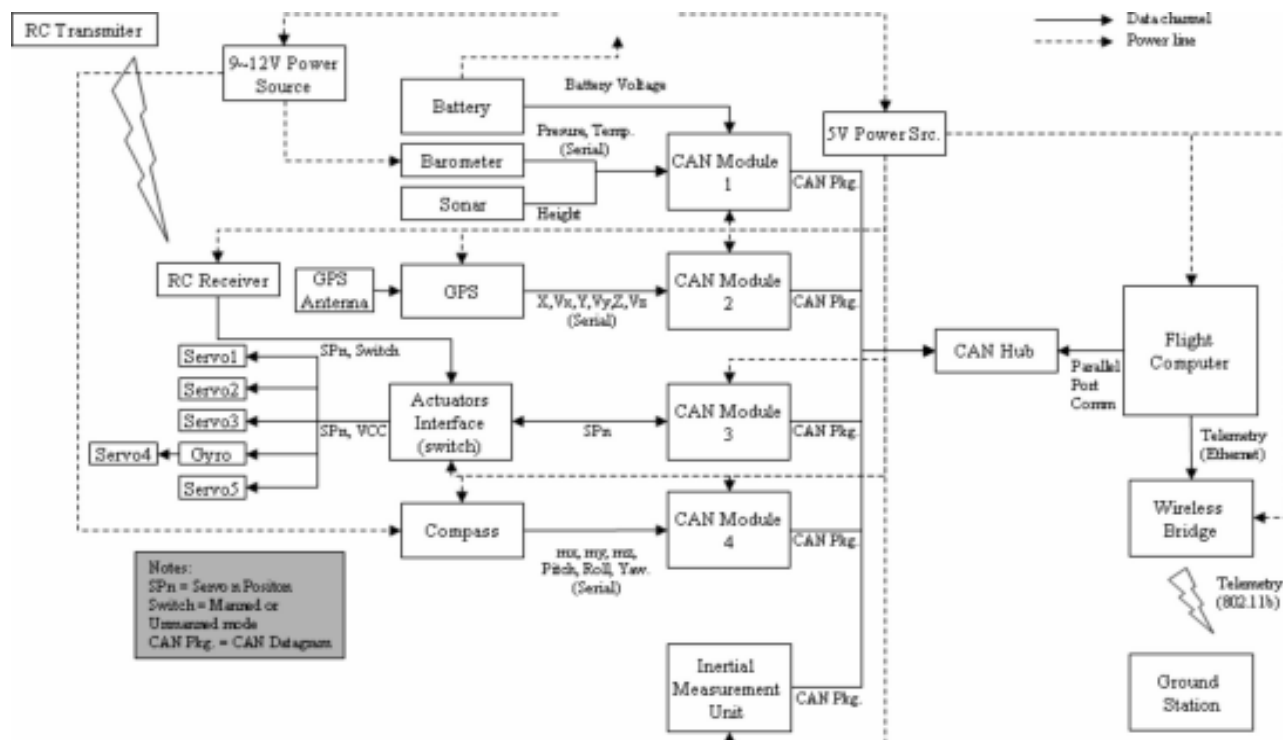 RC Transmiter
Data channel
Power line
9~12V Power
Source
Battery
Battery Voltage
5V Power Src.
Presure, Temp.
(Serial)
Barometer
CAN Module
1
CAN Pkg.
Sonar
Height
RC Receiver
GPS
Antenna
GPS
X,Vx,Y,Vy,Z,Vz
(Serial)
CAN Module
2
CAN Pkg.
Flight
Computer
CAN Hub
Parallel
Port
Comm
SPn, Switch
Servo1
Servo2
Servo3
Servo4
Gyro
Servo5
SPn, VCC
Actuators
Interface
(switch)
SPn
CAN Module
3
CAN Pkg.
Telemetry
(Ethernet)
Wireless
Bridge
Compass
mx, my, mz,
Pitch, Roll, Yaw.
(Serial)
CAN Module
4
CAN Pkg.
Notes:
SPn = Servo n Positon
Switch = Manned or
Unmanned mode
CAN Pkg. = CAN Datagram
Telemetry
(802.11b)
Inertial
Measurement
Unit
CAN Pkg.
Ground
Station